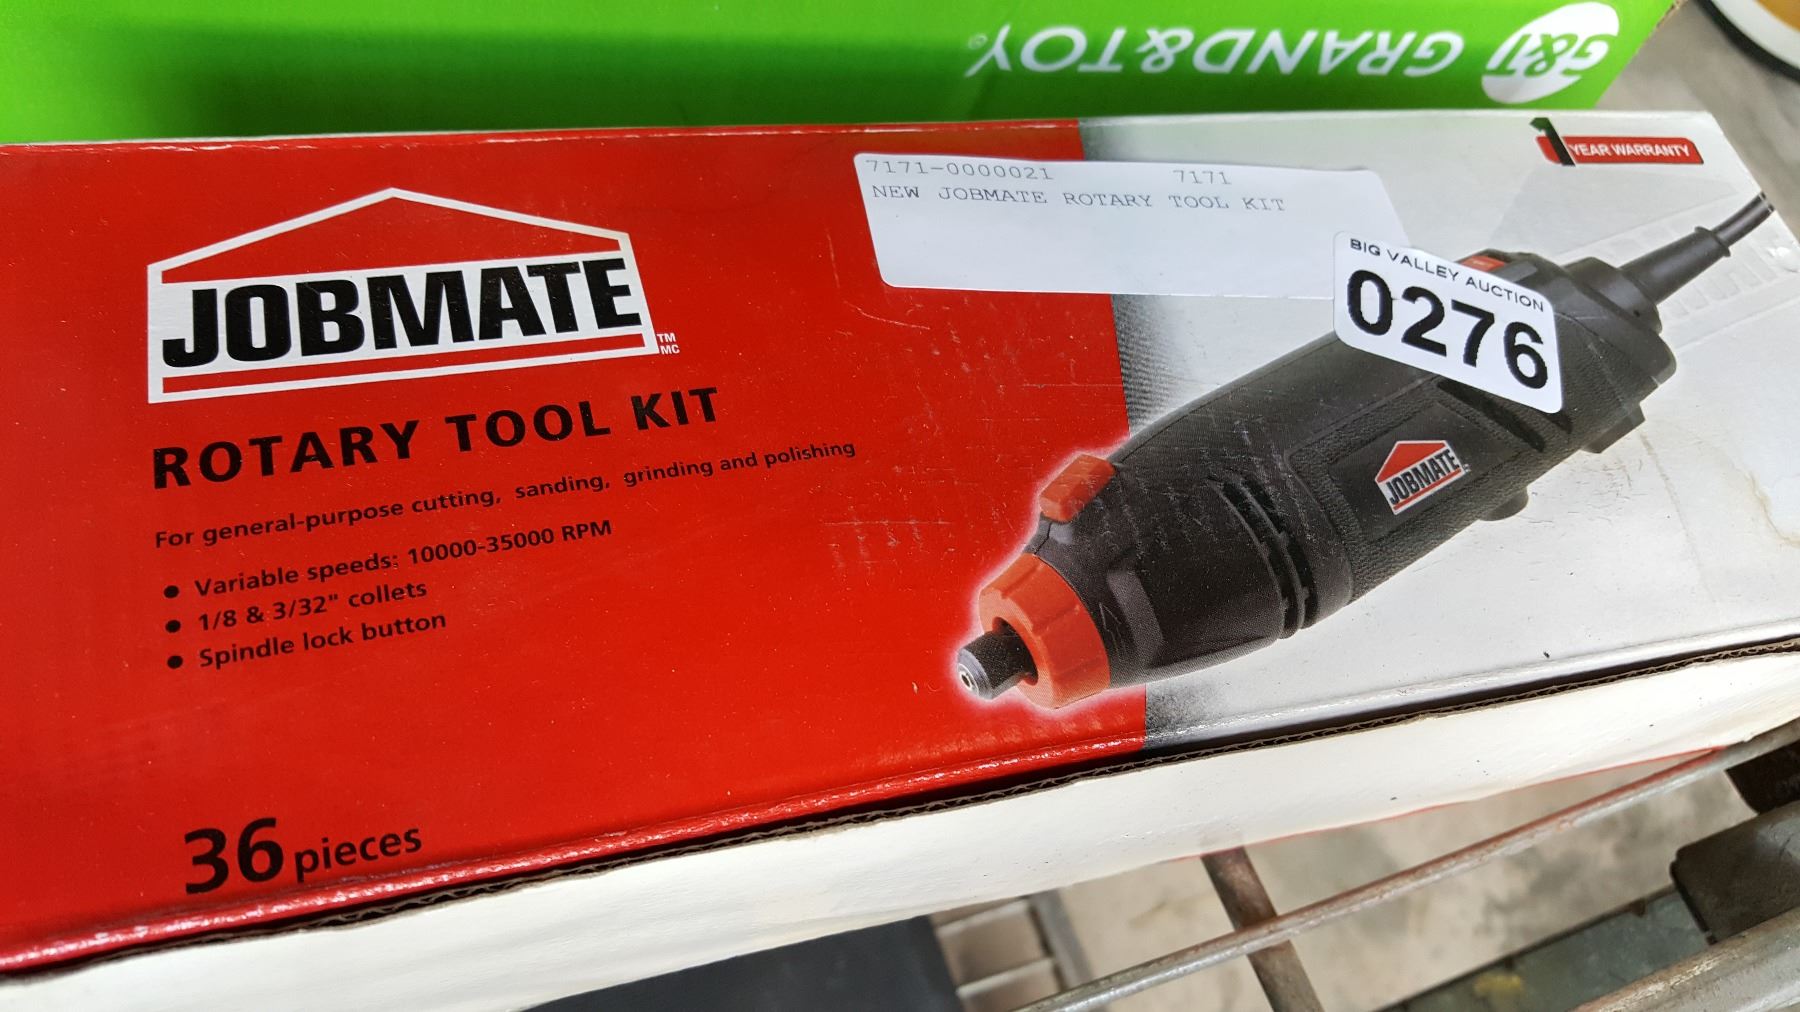 G&T GRAND&TOY®
1 YEAR WARRANTY
7171-0000021 7171
NEW JOBMATE ROTARY TOOL KIT
BIG VALLEY AUCTION
0276
JOBMATE
TM
MC
ROTARY TOOL KIT
For general-purpose cutting, sanding, grinding and polishing
• Variable speeds: 10000-35000 RPM
• 1/8 & 3/32" collets
• Spindle lock button
JOBMATE
36 pieces